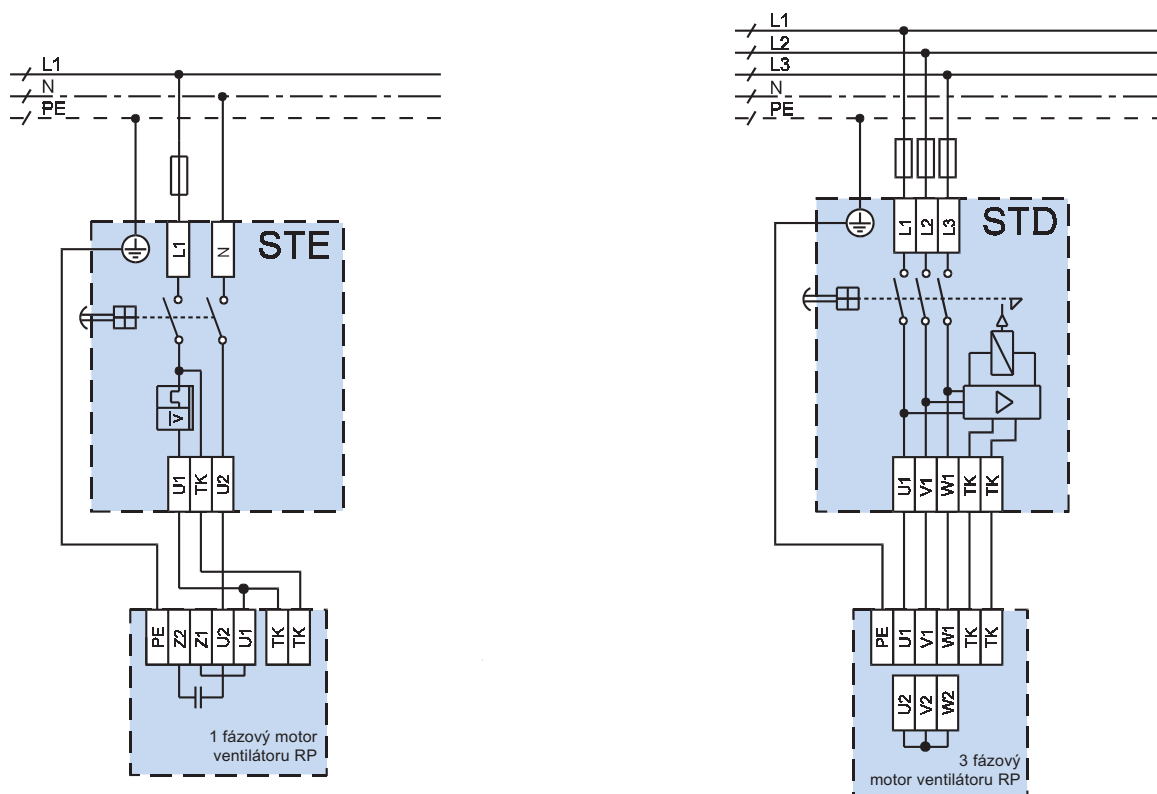 L1
N
PE
L1
N
STE
V
U1
TK
U2
PE
Z2
Z1
U2
U1
TK
TK
1 fázový motor
ventilátoru RP
L1
L2
L3
N
PE
L1
L2
L3
STD
U1
V1
W1
TK
TK
PE
U1
V1
W1
TK
TK
U2
V2
W2
3 fázový
motor ventilátoru RP